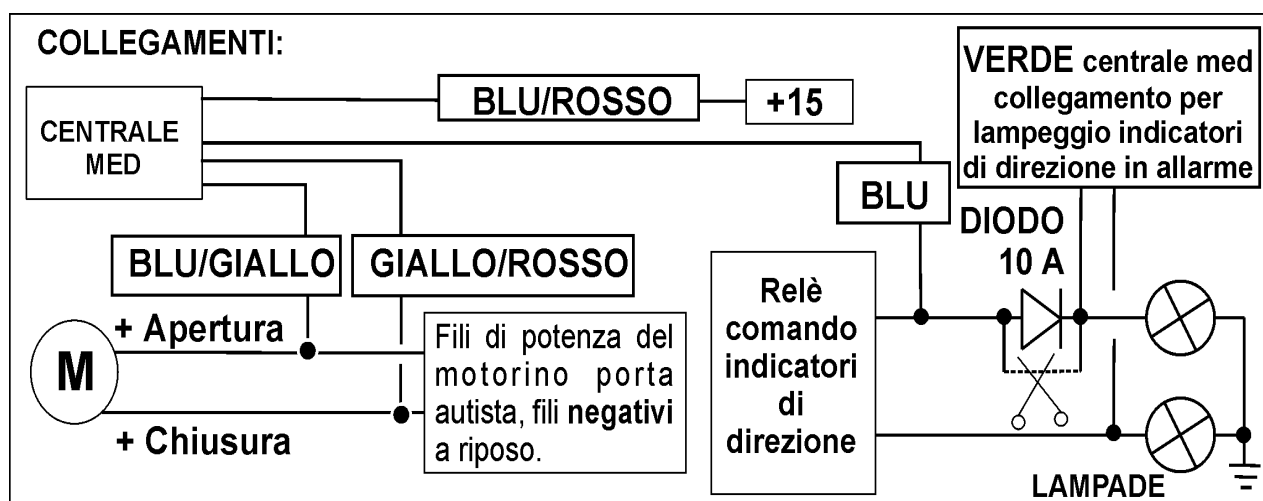 COLLEGAMENTI:
CENTRALE
MED
BLU/ROSSO
+15
VERDE centrale med
collegamento per
lampeggio indicatori
di direzione in allarme
BLU
DIODO
10 A
BLU/GIALLO
GIALLO/ROSSO
+ Apertura
M
+ Chiusura
Fili di potenza del
motorino porta
autista, fili negativi
a riposo.
Relè
comando
indicatori
di
direzione
LAMPADE